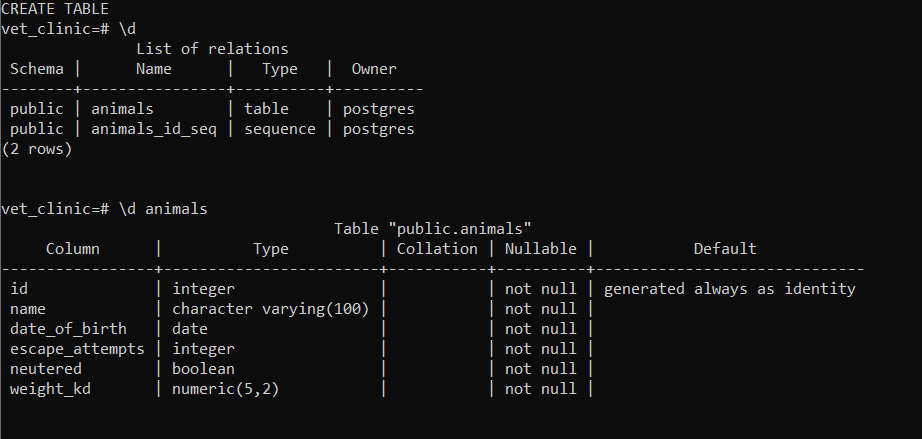 CREATE TABLE
vet_clinic=# \d
              List of relations
 Schema |      Name      |   Type   |  Owner
--------+----------------+----------+----------
 public | animals        | table    | postgres
 public | animals_id_seq | sequence | postgres
(2 rows)
vet_clinic=# \d animals
                                   Table "public.animals"
     Column      |          Type          | Collation | Nullable |           Default
-----------------+------------------------+-----------+----------+------------------------------
 id              | integer                |           | not null | generated always as identity
 name            | character varying(100) |           | not null |
 date_of_birth   | date                   |           | not null |
 escape_attempts | integer                |           | not null |
 neutered        | boolean                |           | not null |
 weight_kd       | numeric(5,2)           |           | not null |